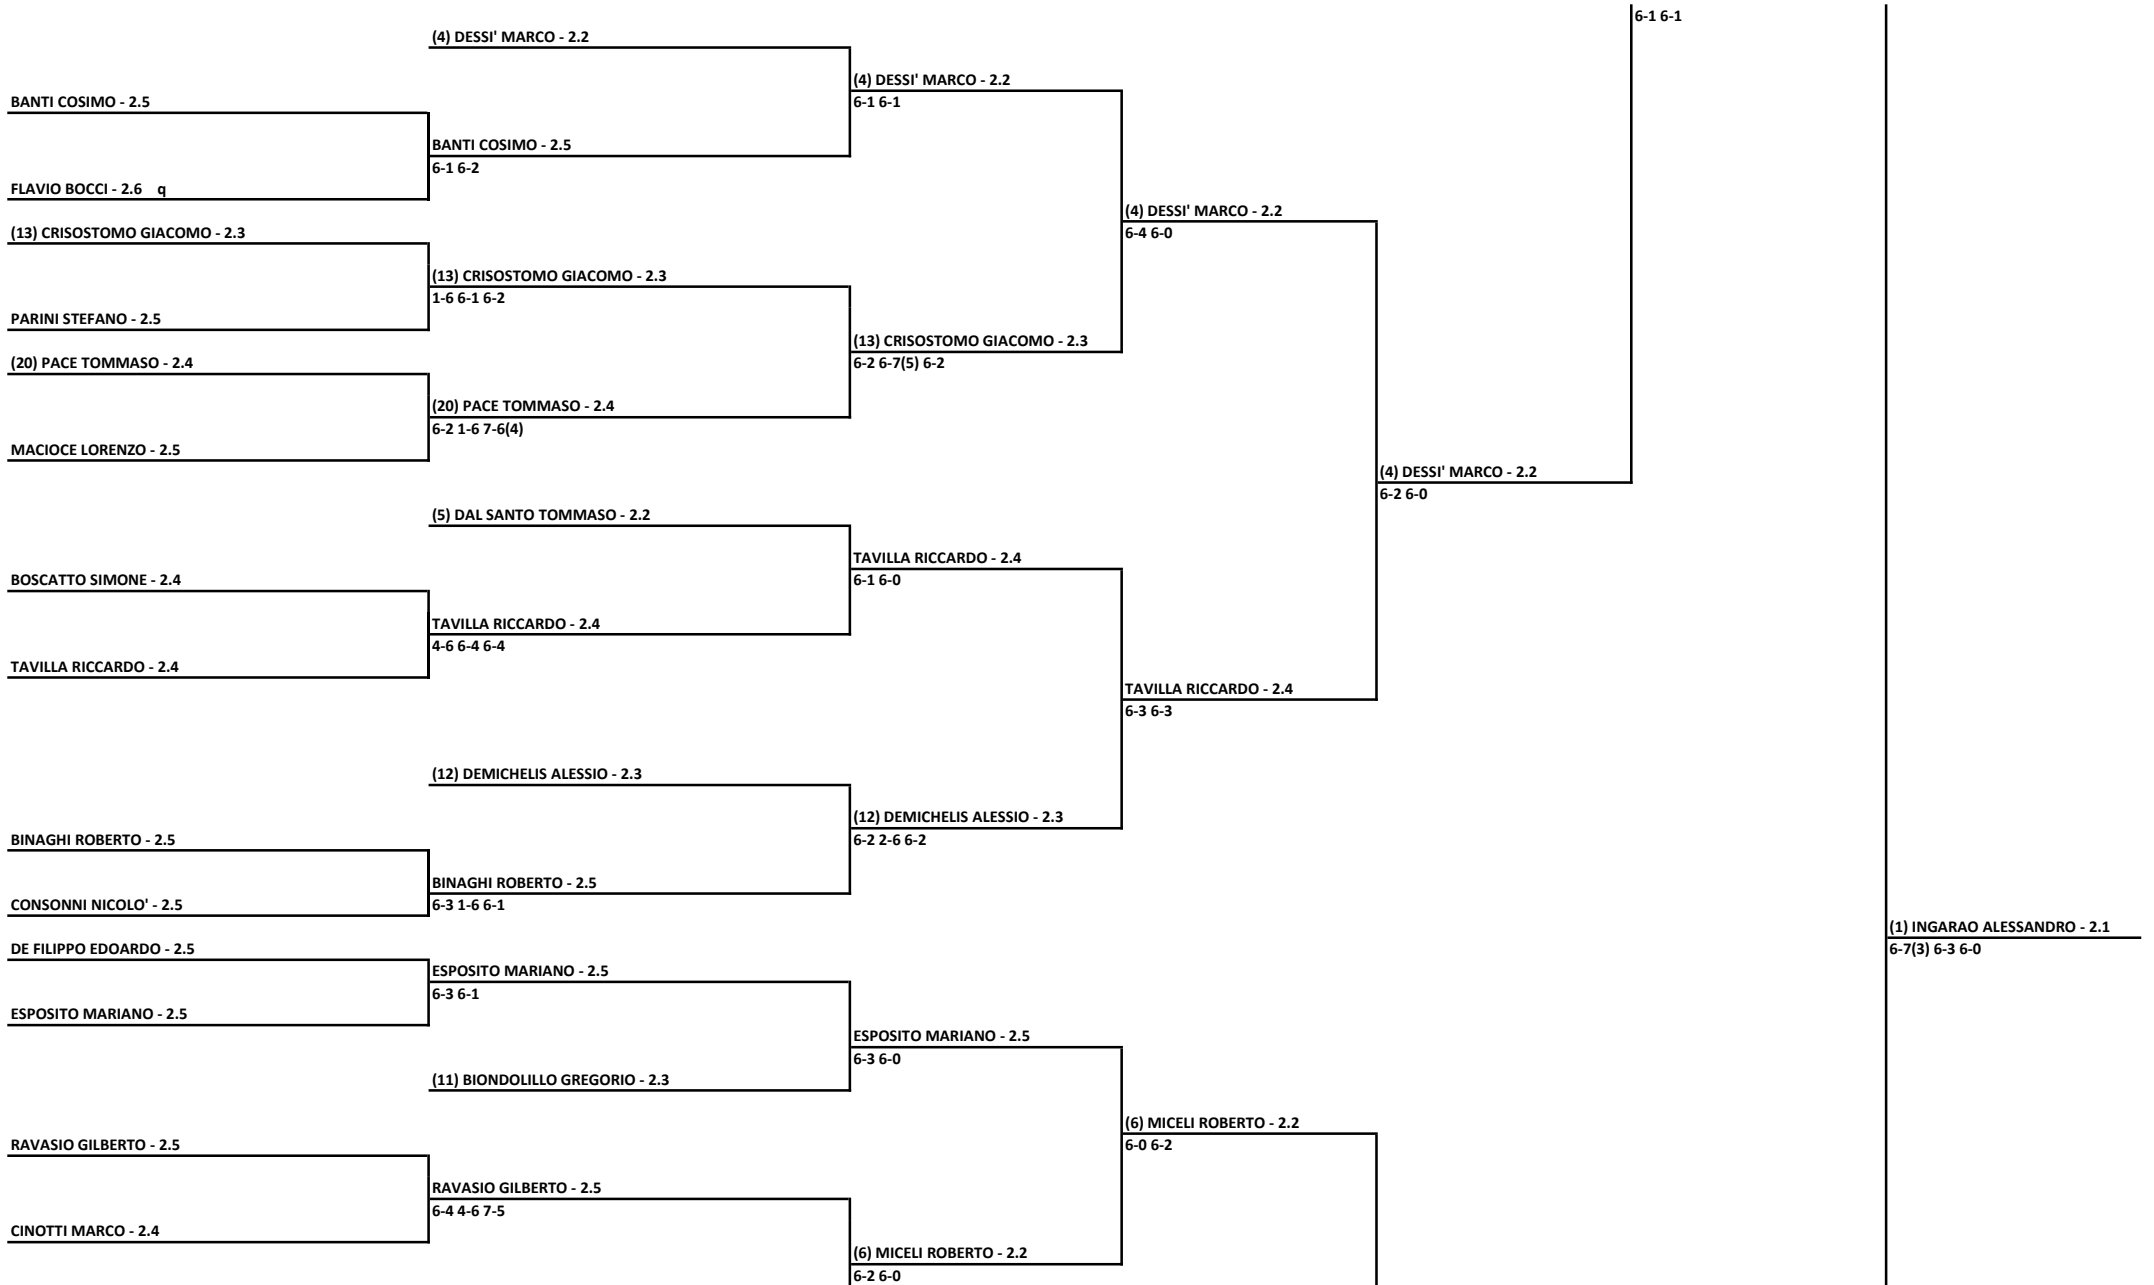 6-1 6-1
(4) DESSI' MARCO - 2.2
(4) DESSI' MARCO - 2.2
BANTI COSIMO - 2.5
6-1 6-1
BANTI COSIMO - 2.5
6-1 6-2
FLAVIO BOCCI - 2.6 q
(4) DESSI' MARCO - 2.2
(13) CRISOSTOMO GIACOMO - 2.3
6-4 6-0
(13) CRISOSTOMO GIACOMO - 2.3
1-6 6-1 6-2
PARINI STEFANO - 2.5
(13) CRISOSTOMO GIACOMO - 2.3
(20) PACE TOMMASO - 2.4
6-2 6-7(5) 6-2
(20) PACE TOMMASO - 2.4
6-2 1-6 7-6(4)
MACIOCE LORENZO - 2.5
(4) DESSI' MARCO - 2.2
6-2 6-0
(5) DAL SANTO TOMMASO - 2.2
TAVILLA RICCARDO - 2.4
BOSCATTO SIMONE - 2.4
6-1 6-0
TAVILLA RICCARDO - 2.4
4-6 6-4 6-4
TAVILLA RICCARDO - 2.4
TAVILLA RICCARDO - 2.4
6-3 6-3
(12) DEMICHELIS ALESSIO - 2.3
(12) DEMICHELIS ALESSIO - 2.3
BINAGHI ROBERTO - 2.5
6-2 2-6 6-2
BINAGHI ROBERTO - 2.5
CONSONNI NICOLO' - 2.5
6-3 1-6 6-1
(1) INGARAO ALESSANDRO - 2.1
DE FILIPPO EDOARDO - 2.5
6-7(3) 6-3 6-0
ESPOSITO MARIANO - 2.5
6-3 6-1
ESPOSITO MARIANO - 2.5
ESPOSITO MARIANO - 2.5
6-3 6-0
(11) BIONDOLILLO GREGORIO - 2.3
(6) MICELI ROBERTO - 2.2
RAVASIO GILBERTO - 2.5
6-0 6-2
RAVASIO GILBERTO - 2.5
6-4 4-6 7-5
CINOTTI MARCO - 2.4
(6) MICELI ROBERTO - 2.2
6-2 6-0